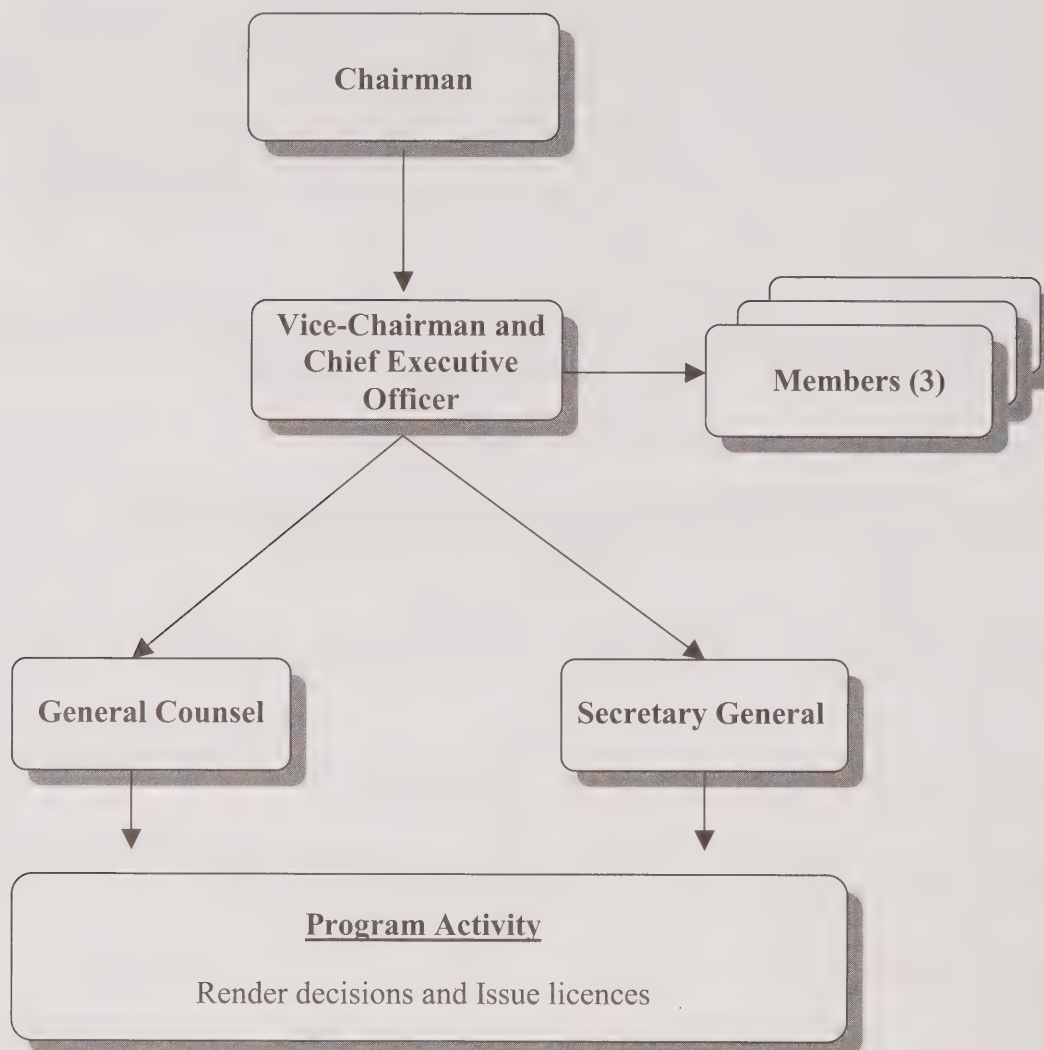 Chairman
Vice-Chairman and
Chief Executive
Officer
Members (3)
General Counsel
Secretary General
Program Activity
Render decisions and Issue licences